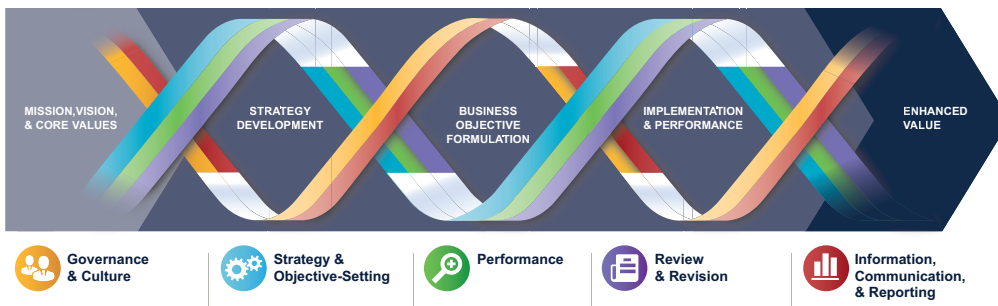 MISSION,VISION,
& CORE VALUES
STRATEGY
DEVELOPMENT
BUSINESS
OBJECTIVE
FORMULATION
IMPLEMENTATION
& PERFORMANCE
ENHANCED
VALUE
Governance
& Culture
Strategy &
Objective-Setting
Performance
Review
& Revision
Information,
Communication,
& Reporting